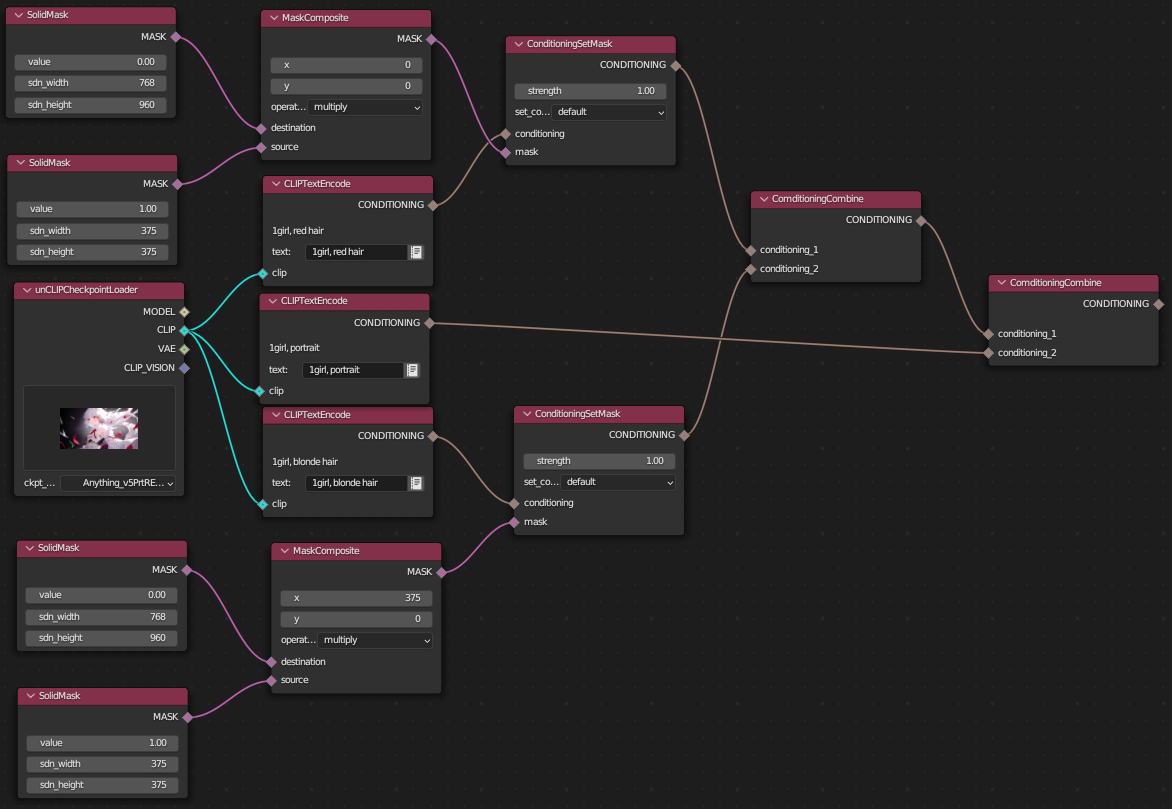 SolidMask
MASK
value 0.00
sdn_width 768
sdn_height 960
SolidMask
MASK
value 1.00
sdn_width 375
sdn_height 375
unCLIPCheckpointLoader
MODEL
CLIP
VAE
CLIP_VISION
ckpt_... Anything_v5PrtRE...
SolidMask
MASK
value 0.00
sdn_width 768
sdn_height 960
SolidMask
MASK
value 1.00
sdn_width 375
sdn_height 375
MaskComposite
MASK
x 0
y 0
operat... multiply
destination
source
CLIPTextEncode
CONDITIONING
1girl, red hair
text: 1girl, red hair
clip
CLIPTextEncode
CONDITIONING
1girl, portrait
text: 1girl, portrait
clip
CLIPTextEncode
CONDITIONING
1girl, blonde hair
text: 1girl, blonde hair
clip
MaskComposite
MASK
x 375
y 0
operat... multiply
destination
source
ConditioningSetMask
CONDITIONING
strength 1.00
set_co... default
conditioning
mask
ConditioningSetMask
CONDITIONING
strength 1.00
set_co... default
conditioning
mask
ComditioningCombine
CONDITIONING
conditioning_1
conditioning_2
ComditioningCombine
CONDITIONING
conditioning_1
conditioning_2